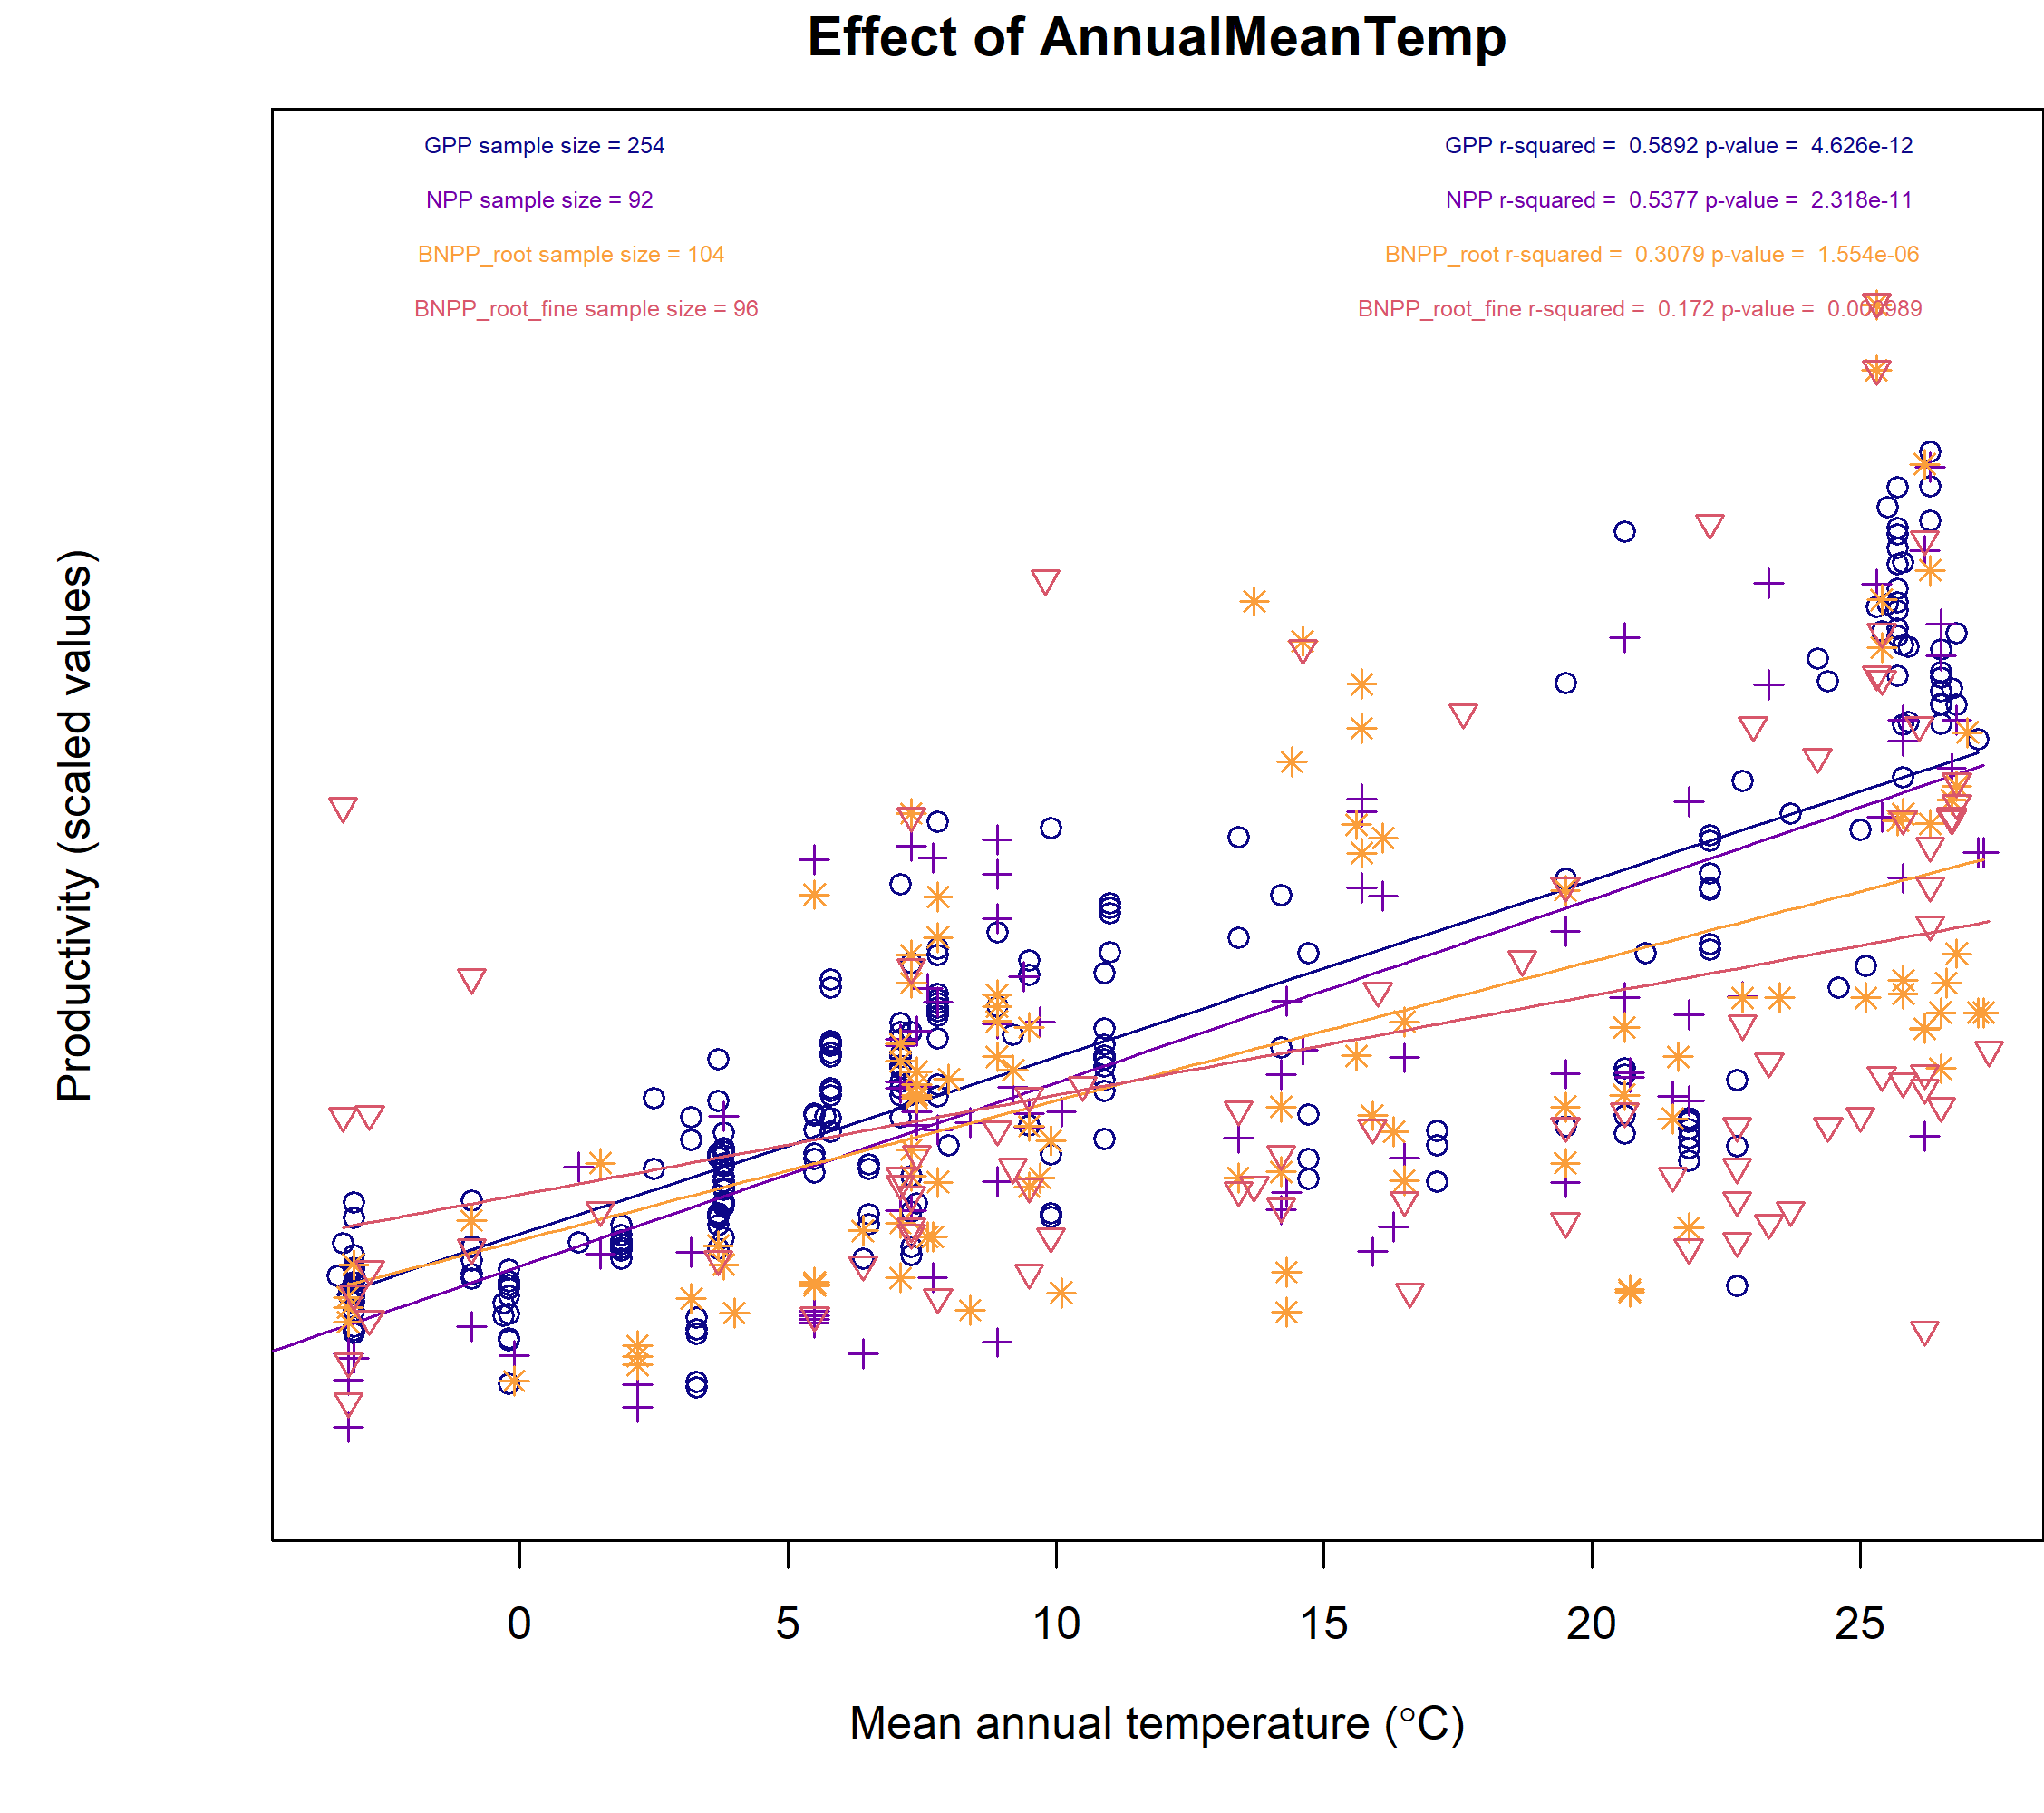 Effect of AnnualMeanTemp
GPP sample size = 254
GPP r-squared = 0.5892 p-value = 4.626e-12
NPP sample size = 92
NPP r-squared = 0.5377 p-value = 2.318e-11
BNPP_root sample size = 104
BNPP_root r-squared = 0.3079 p-value = 1.554e-06
BNPP_root_fine sample size = 96
BNPP_root_fine r-squared = 0.172 p-value =
Productivity (scaled values)
0 5 10 15 20 25
Mean annual temperature (°C)